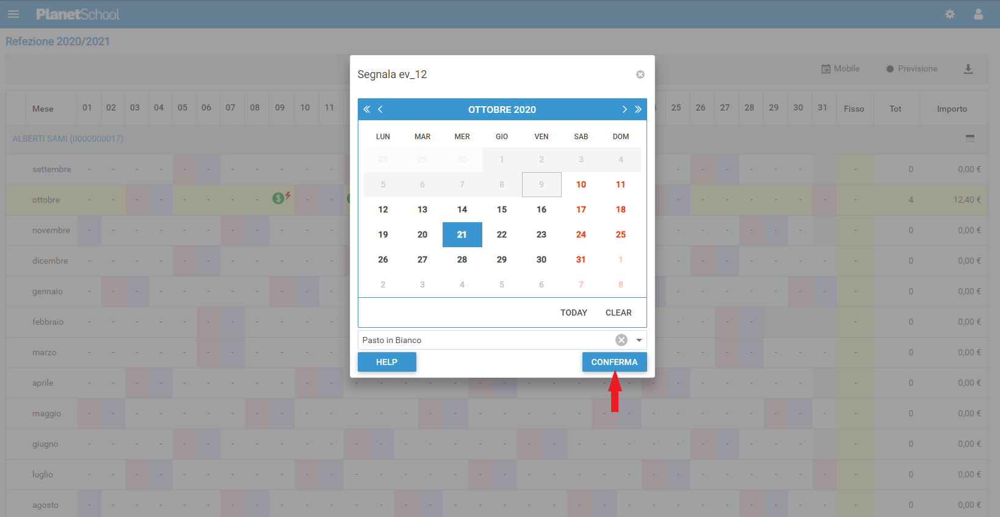 PlanetSchool
Refezione 2020/2021
Mobile Previsione
Segnala ev_12
Mese 01 02 03 04 05 06 07 08 09 10 11 25 26 27 28 29 30 31 Fisso Tot Importo
ALBERTI SAMI (0000000017)
OTTOBRE 2020
LUN MAR MER GIO VEN SAB DOM
28 29 30 1 2 3 4
5 6 7 8 9 10 11
12 13 14 15 16 17 18
19 20 21 22 23 24 25
26 27 28 29 30 31 1
2 3 4 5 6 7 8
TODAY CLEAR
Pasto in Bianco
HELP CONFERMA
settembre - - - - - - - - - - - - - - - - - - - 0 0,00 €
ottobre - - - - - - - - $ - - - - - - - - - - - 4 12,40 €
novembre - - - - - - - - - - - - - - - - - - - 0 0,00 €
dicembre - - - - - - - - - - - - - - - - - - - 0 0,00 €
gennaio - - - - - - - - - - - - - - - - - - - 0 0,00 €
febbraio - - - - - - - - - - - - - - - - 0 0,00 €
marzo - - - - - - - - - - - - - - - - - - - 0 0,00 €
aprile - - - - - - - - - - - - - - - - - - 0 0,00 €
maggio - - - - - - - - - - - - - - - - - - - 0 0,00 €
giugno - - - - - - - - - - - - - - - - - - 0 0,00 €
luglio - - - - - - - - - - - - - - - - - - - 0 0,00 €
agosto - - - - - - - - - - - - - - - - - - - 0 0,00 €